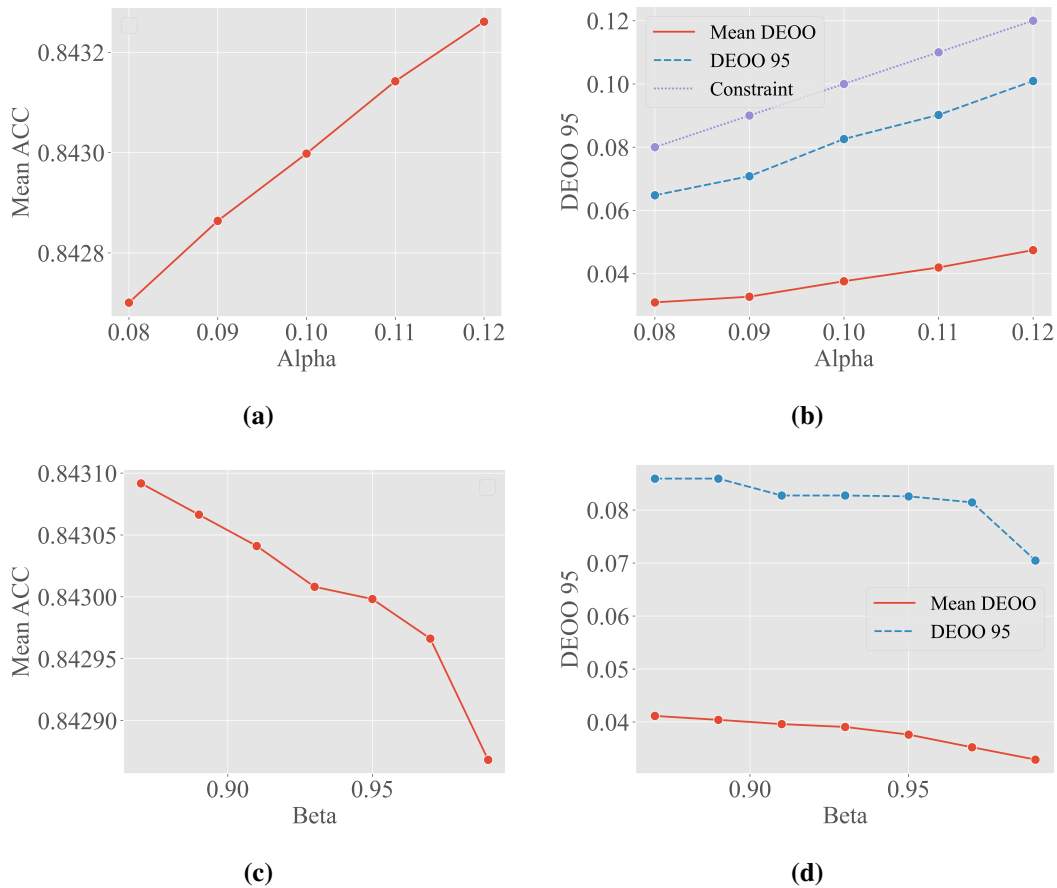 0.8432
0.8430
0.8428
Mean ACC
0.08 0.09 0.10 0.11 0.12
Alpha
(a)
0.12
0.10
0.08
0.06
0.04
DEOO 95
Mean DEOO
DEOO 95
Constraint
0.08 0.09 0.10 0.11 0.12
Alpha
(b)
0.84310
0.84305
0.84300
0.84295
0.84290
Mean ACC
0.90 0.95
Beta
(c)
0.08
0.07
0.06
0.05
0.04
DEOO 95
Mean DEOO
DEOO 95
0.90 0.95
Beta
(d)